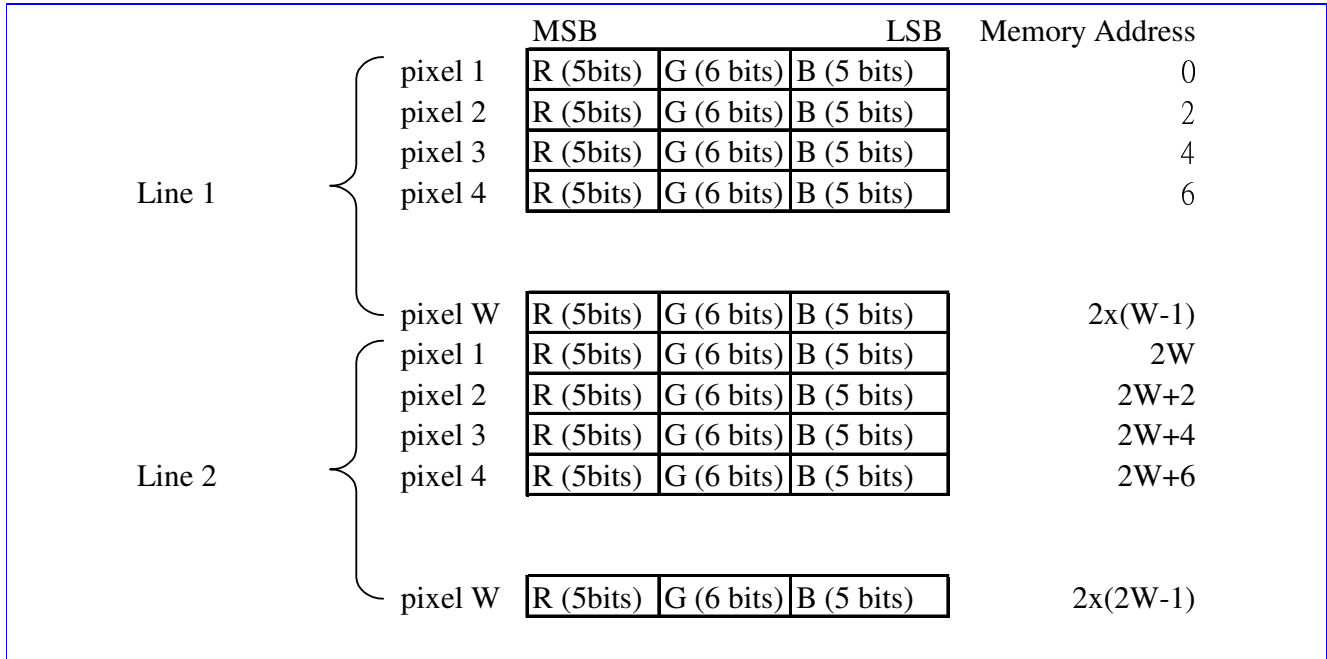 MSB LSB Memory Address
pixel 1 R (5bits) G (6 bits) B (5 bits) 0
pixel 2 R (5bits) G (6 bits) B (5 bits) 2
pixel 3 R (5bits) G (6 bits) B (5 bits) 4
Line 1 pixel 4 R (5bits) G (6 bits) B (5 bits) 6
pixel W R (5bits) G (6 bits) B (5 bits) 2x(W-1)
pixel 1 R (5bits) G (6 bits) B (5 bits) 2W
pixel 2 R (5bits) G (6 bits) B (5 bits) 2W+2
pixel 3 R (5bits) G (6 bits) B (5 bits) 2W+4
Line 2 pixel 4 R (5bits) G (6 bits) B (5 bits) 2W+6
pixel W R (5bits) G (6 bits) B (5 bits) 2x(2W-1)